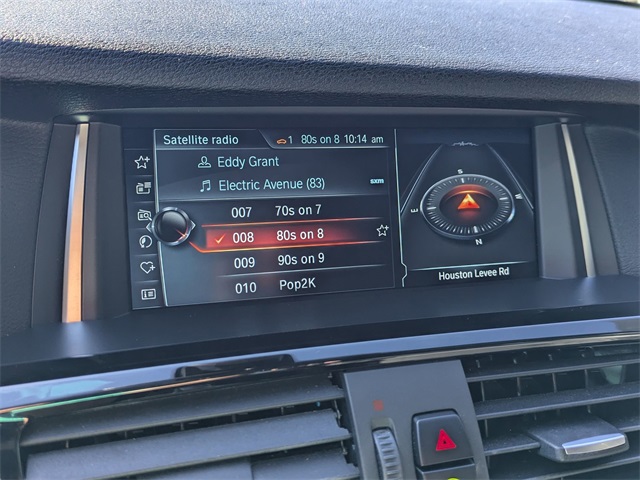 Satellite radio 1 80s on 8 10:14 am
Eddy Grant
Electric Avenue (83) sxm
007 70s on 7
008 80s on 8
009 90s on 9
010 Pop2K
S
E W
N
Houston Levee Rd